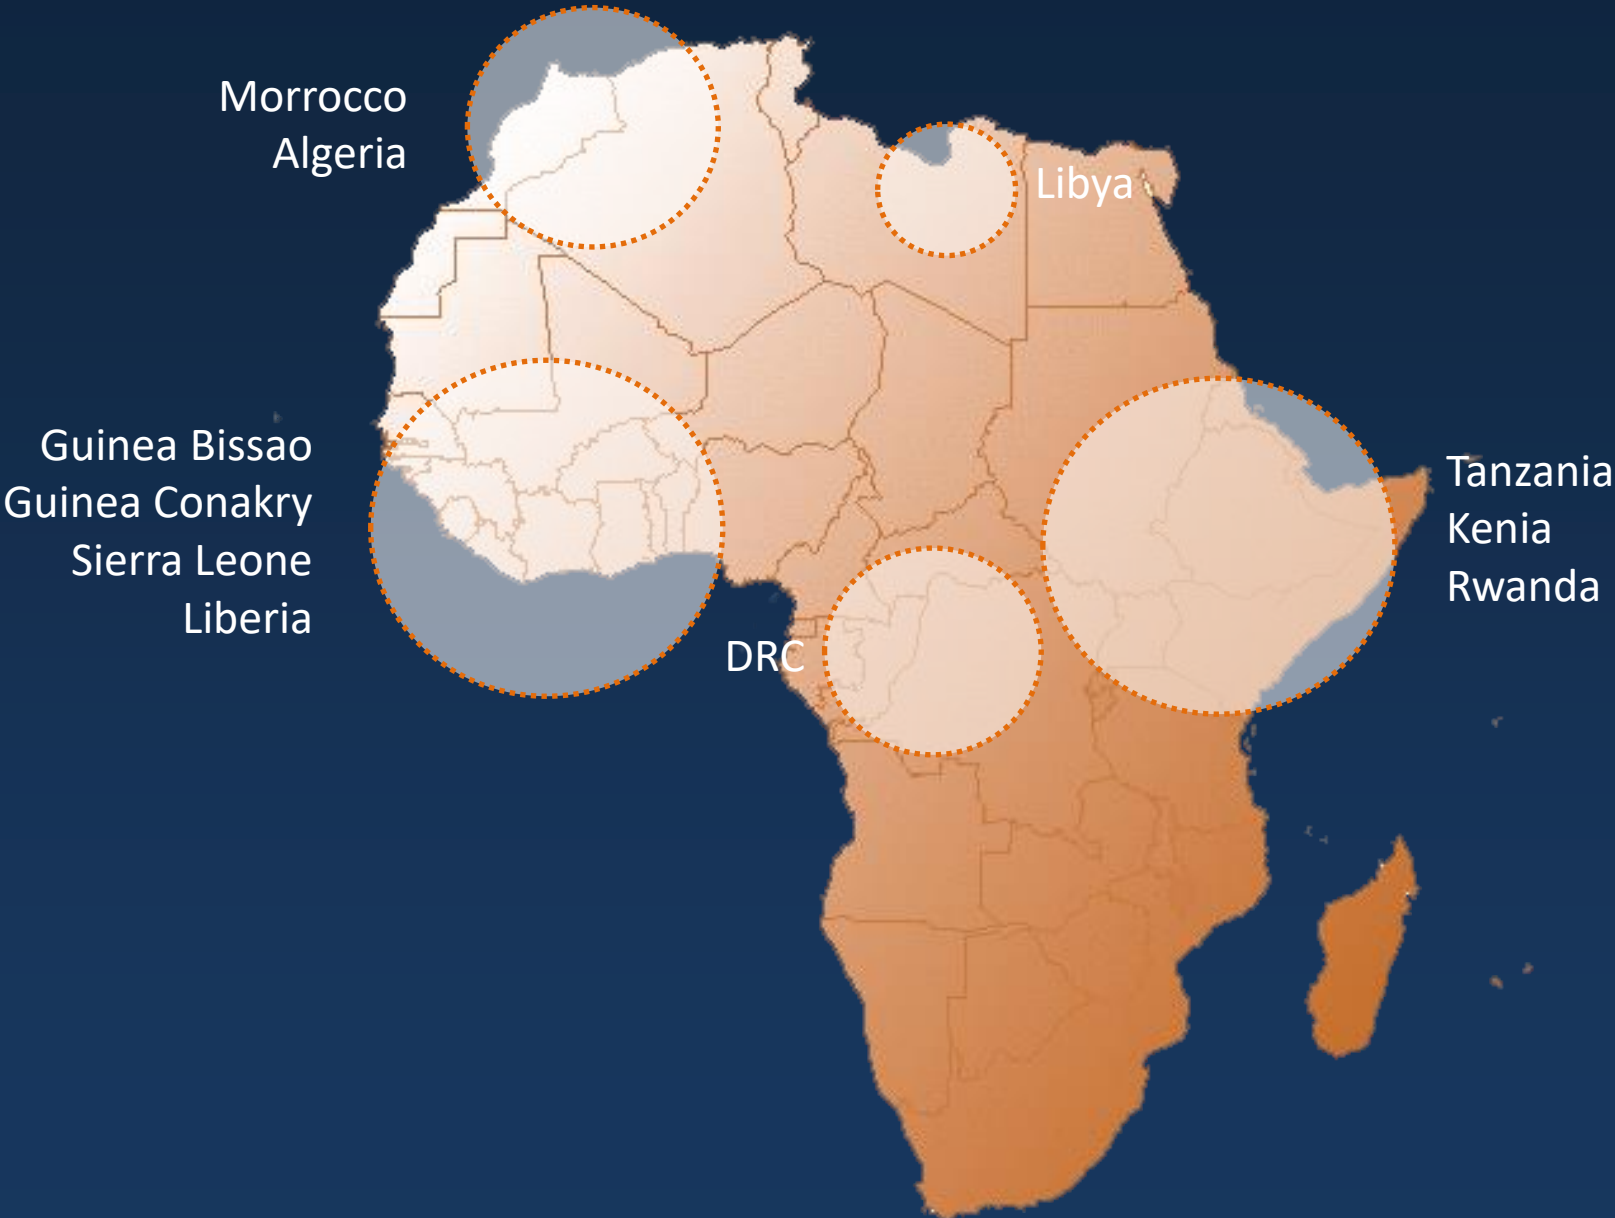 Morrocco
Algeria
Libya
Guinea Bissao
Guinea Conakry
Sierra Leone
Liberia
Tanzania
Kenia
Rwanda
DRC